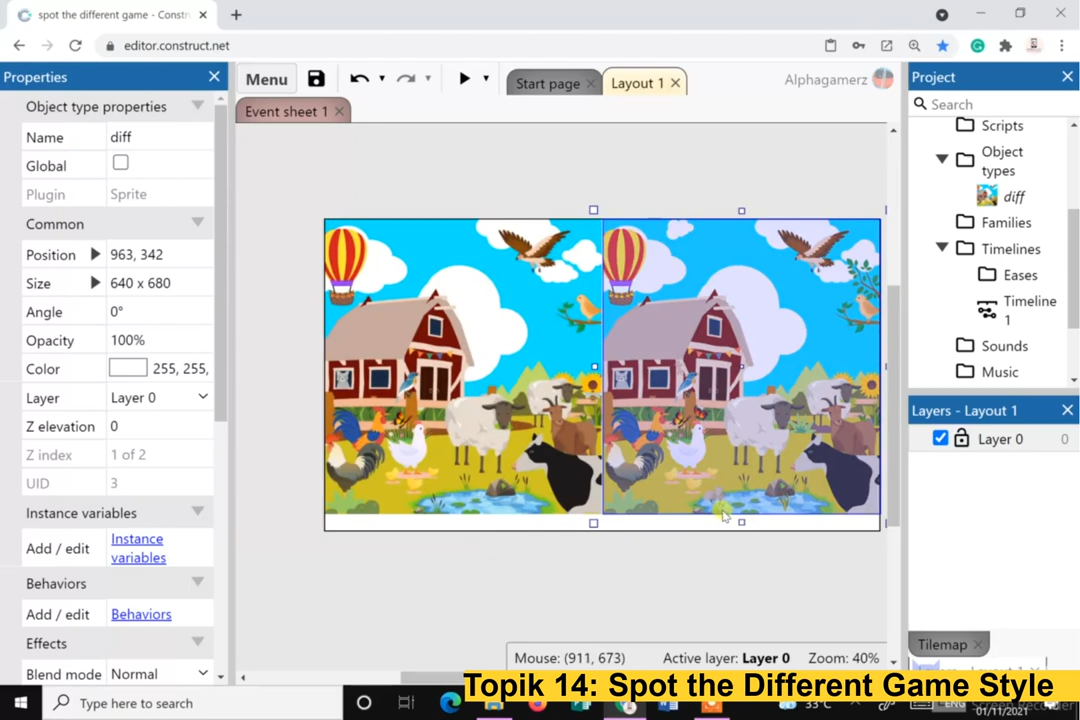 spot the different game - Constr
editor.construct.net
Properties
Menu
Start page
Layout 1
Alphagamerz
Project
Object type properties
Event sheet 1
Search
Name diff
Scripts
Global
Object types
Plugin Sprite
diff
Common
Families
Position 963, 342
Timelines
Size 640 x 680
Eases
Angle 0°
Timeline 1
Opacity 100%
Sounds
Color 255, 255,
Music
Layer Layer 0
Layers - Layout 1
Z elevation 0
Layer 0 0
Z index 1 of 2
UID 3
Instance variables
Add / edit Instance variables
Behaviors
Add / edit Behaviors
Effects
Tilemap
Blend mode Normal
Mouse: (911, 673) Active layer: Layer 0 Zoom: 40%
Topik 14: Spot the Different Game Style
Type here to search
33°C
ENG
01/11/2021